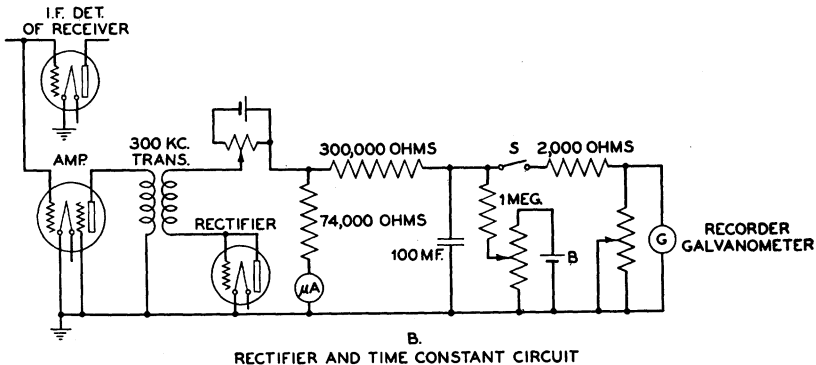 I.F. DET.
OF RECEIVER
AMP.
300 KC.
TRANS.
RECTIFIER
300,000 OHMS
74,000 OHMS
μA
100 MF.
S
2,000 OHMS
1 MEG.
B
G
RECORDER
GALVANOMETER
B.
RECTIFIER AND TIME CONSTANT CIRCUIT